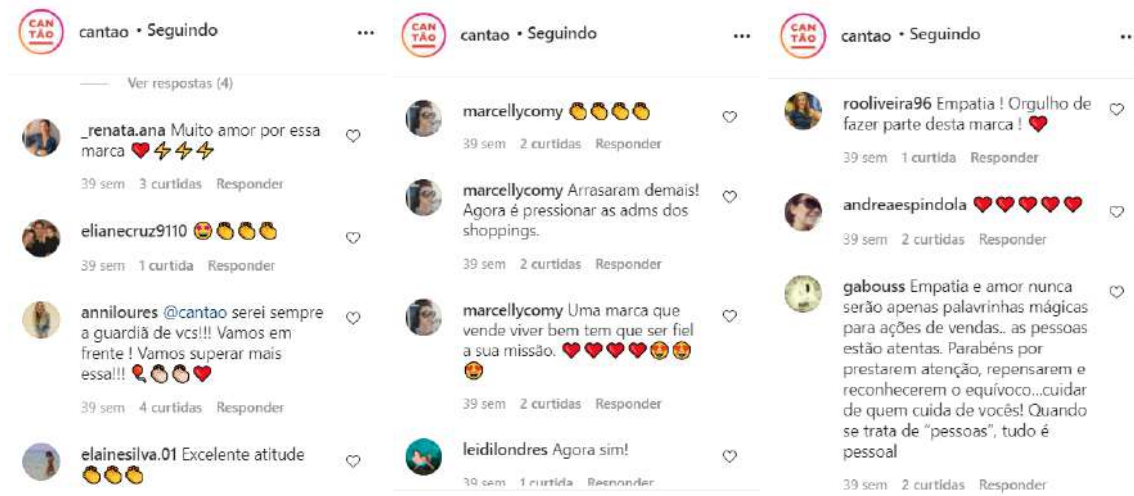 CAN
TÃO
cantao • Seguindo
Ver respostas (4)
_renata.ana Muito amor por essa
marca ❤️⚡⚡⚡
39 sem 3 curtidas Responder
elianecruz9110 😍👏👏👏
39 sem 1 curtida Responder
anniloures @cantao serei sempre
a guardiã de vcs!!! Vamos em
frente ! Vamos superar mais
essa!!! 🎈👏🏻👏🏻❤️
39 sem 4 curtidas Responder
elainesilva.01 Excelente atitude
👏👏👏
CAN
TÃO
cantao • Seguindo
marcellycomy 👏👏👏👏
39 sem 2 curtidas Responder
marcellycomy Arrasaram demais!
Agora é pressionar as adms dos
shoppings.
39 sem 2 curtidas Responder
marcellycomy Uma marca que
vende viver bem tem que ser fiel
a sua missão. ❤️❤️❤️❤️😍😍
😍
39 sem 2 curtidas Responder
leidilondres Agora sim!
39 sem 1 curtida Responder
CAN
TÃO
cantao • Seguindo
rooliveira96 Empatia ! Orgulho de
fazer parte desta marca ! ❤️
39 sem 1 curtida Responder
andreaespindola ❤️❤️❤️❤️❤️
39 sem 2 curtidas Responder
gabouss Empatia e amor nunca
serão apenas palavrinhas mágicas
para ações de vendas.. as pessoas
estão atentas. Parabéns por
prestarem atenção, repensarem e
reconhecerem o equívoco...cuidar
de quem cuida de vocês! Quando
se trata de “pessoas”, tudo é
pessoal
39 sem 2 curtidas Responder